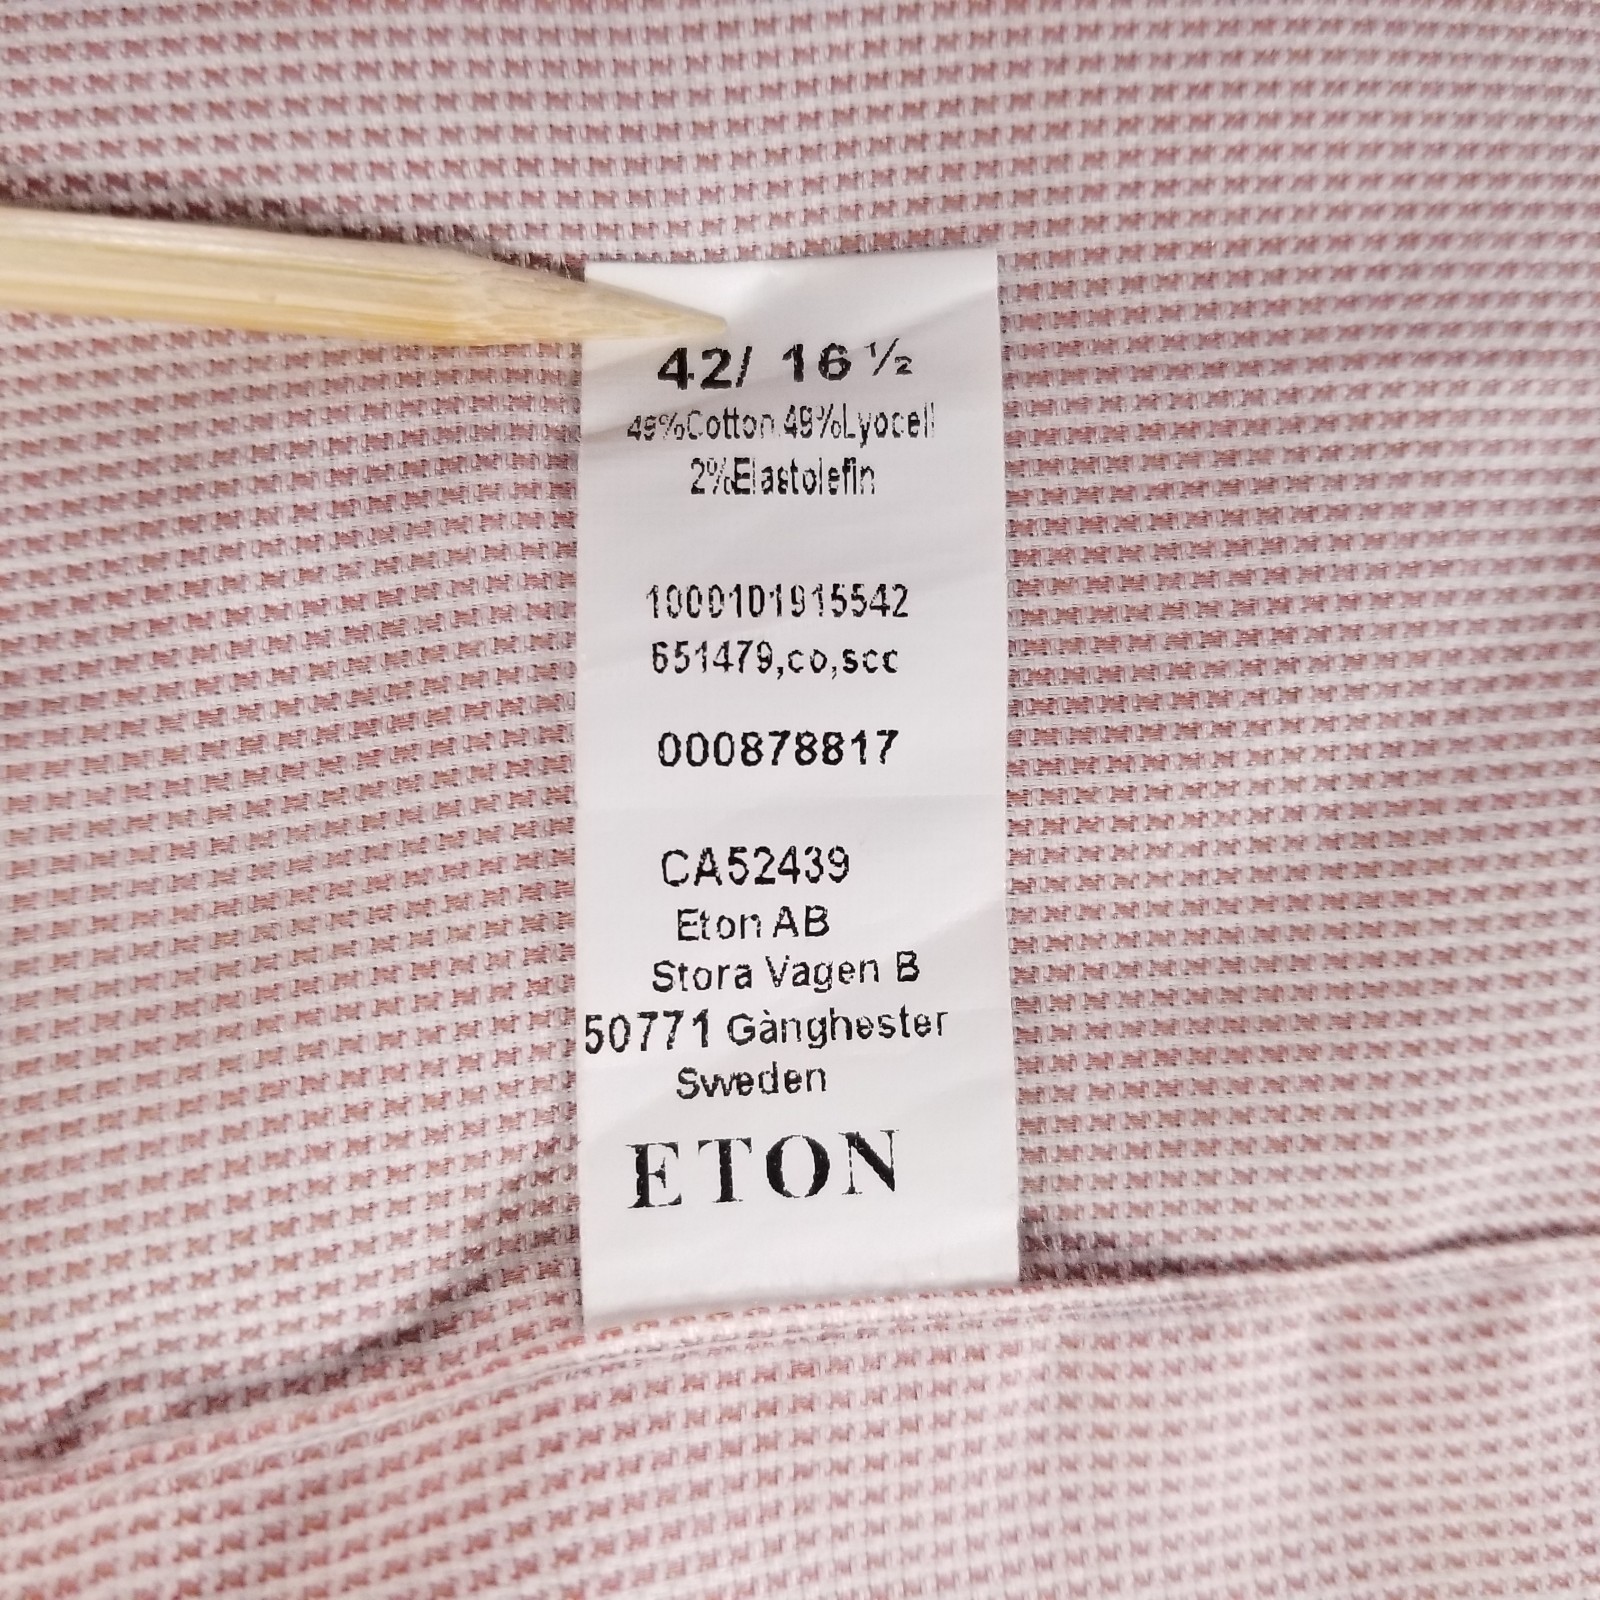 42/ 16 ½
49%Cotton,49%Lyocell
2%Elastolefin
1000101915542
651479,co,scc
000878817
CA52439
Eton AB
Stora Vagen B
50771 Gànghester
Sweden
ETON